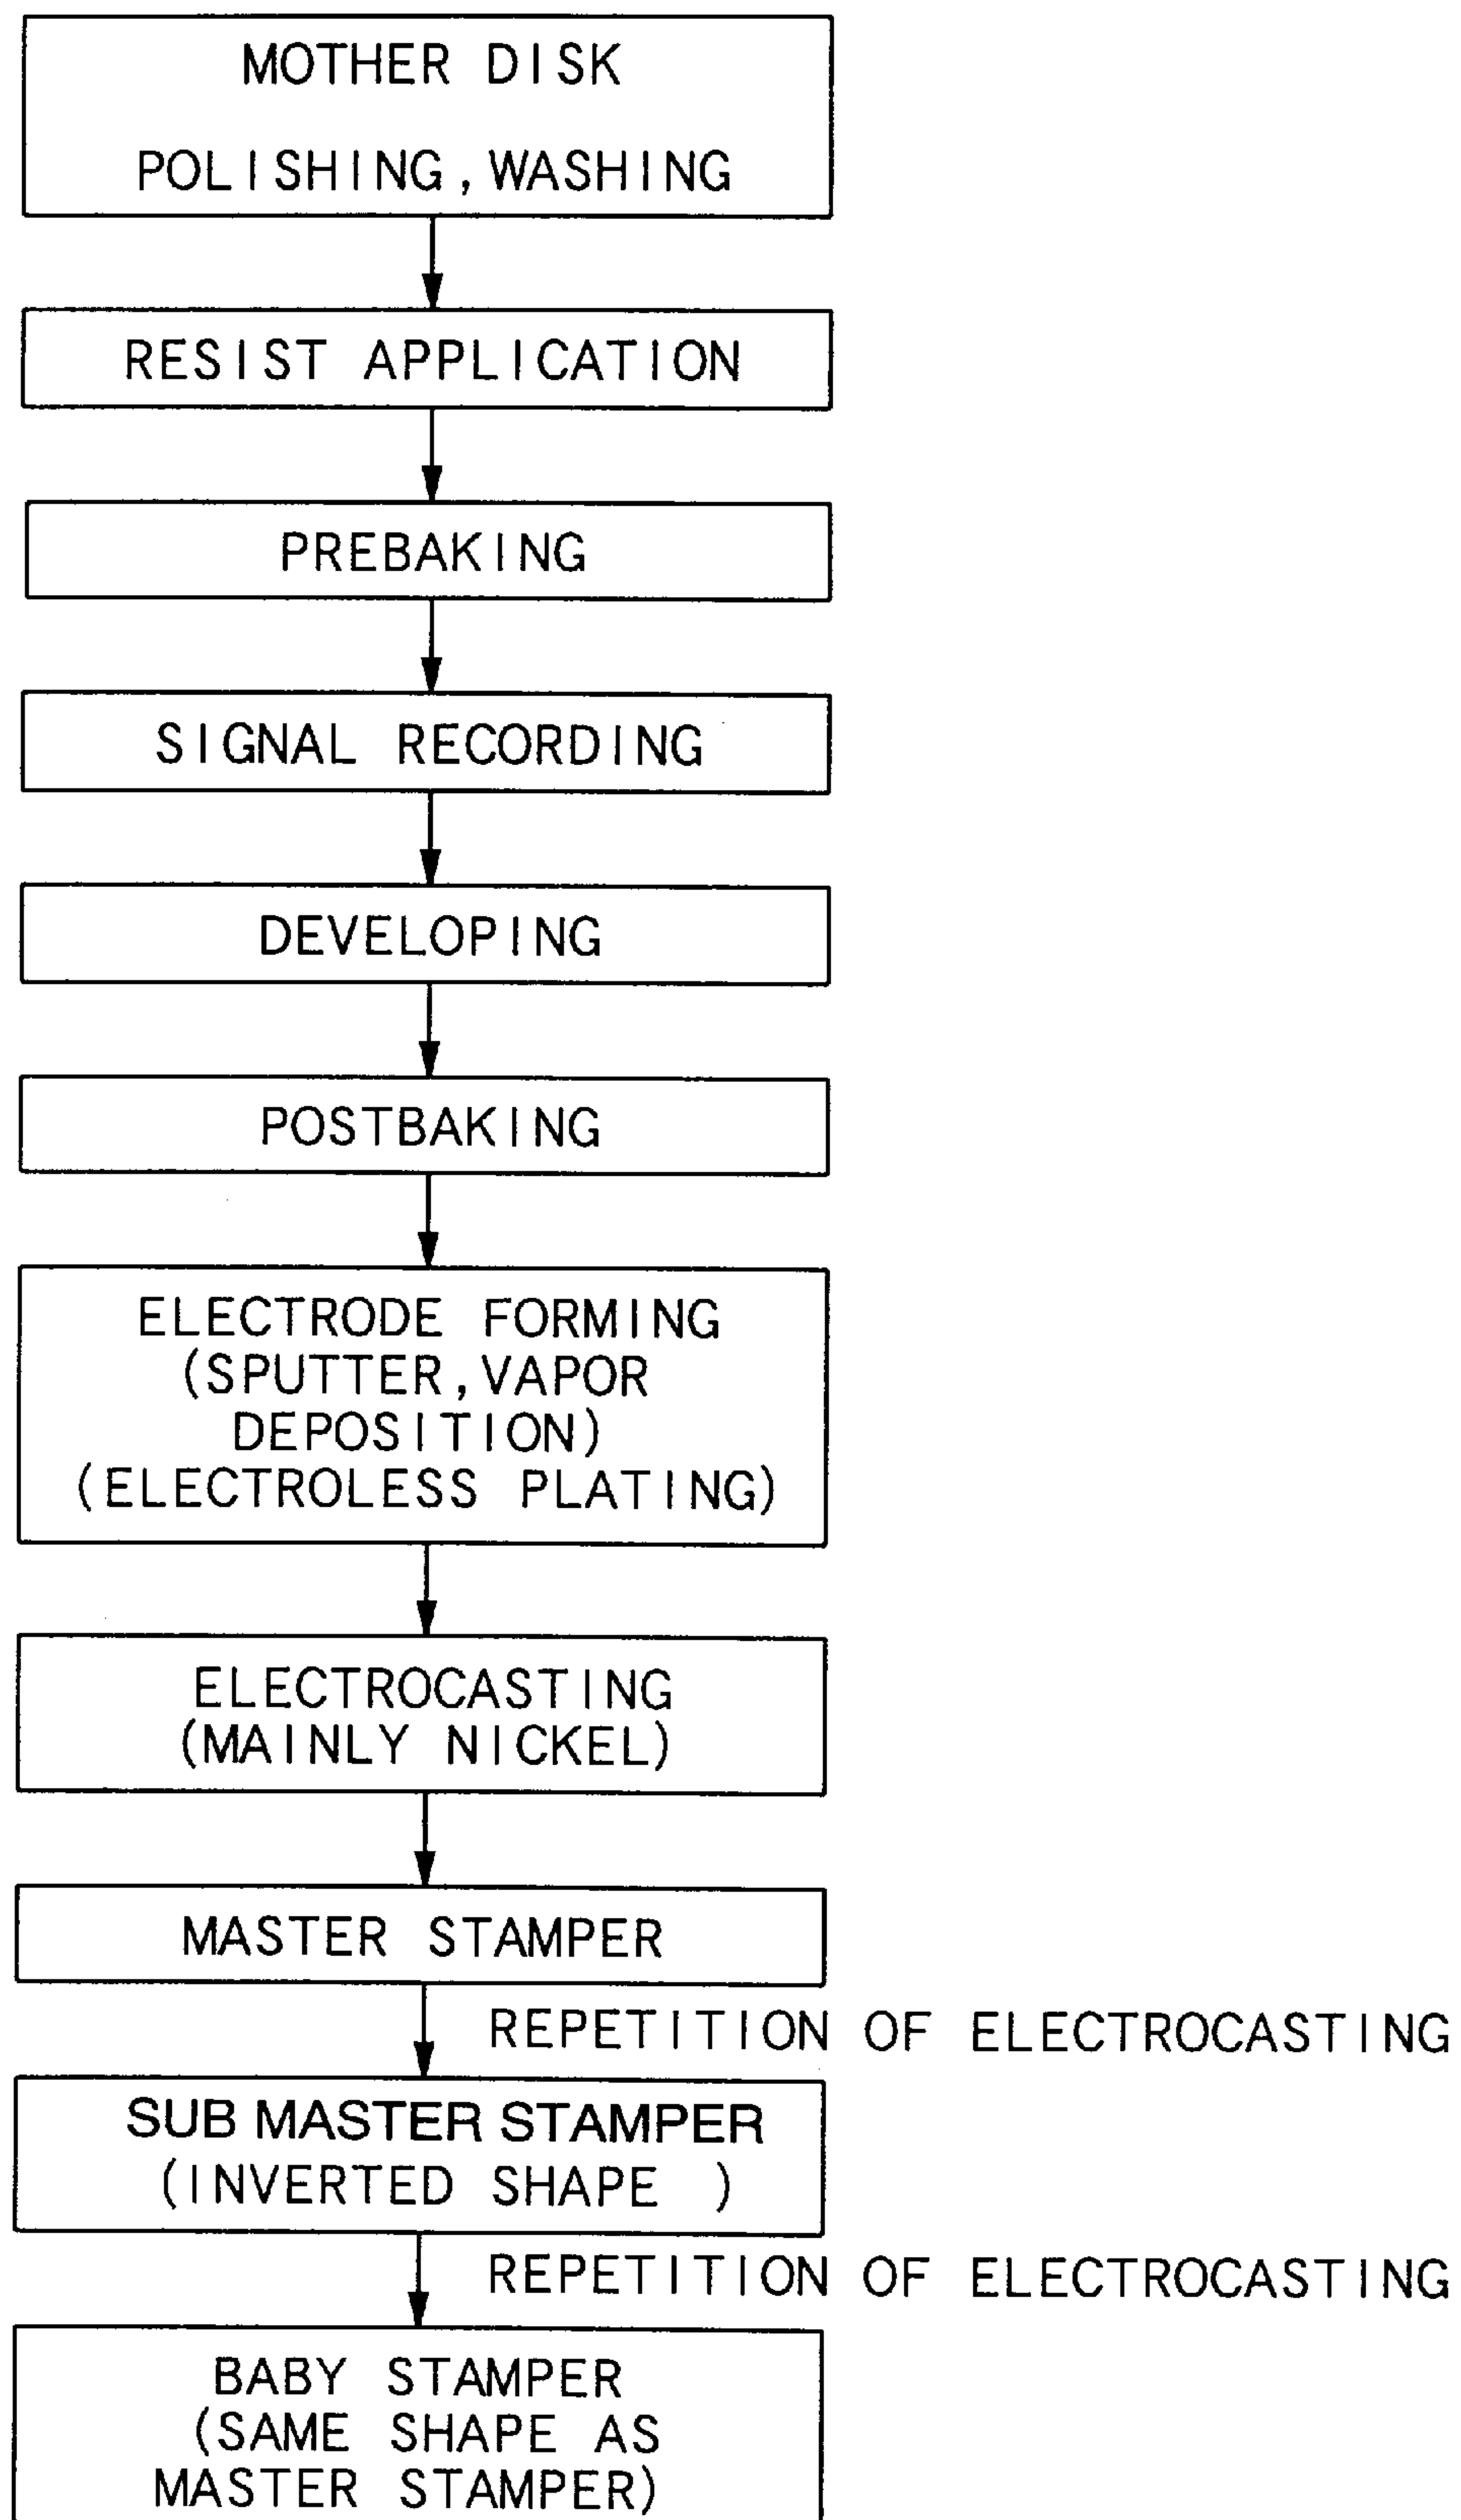 MOTHER DISK
POLISHING, WASHING
RESIST APPLICATION
PREBAKING
SIGNAL RECORDING
DEVELOPING
POSTBAKING
ELECTRODE FORMING
(SPUTTER, VAPOR
DEPOSITION)
(ELECTROLESS PLATING)
ELECTROCASTING
(MAINLY NICKEL)
MASTER STAMPER
REPETITION OF ELECTROCASTING
SUB MASTER STAMPER
(INVERTED SHAPE )
REPETITION OF ELECTROCASTING
BABY STAMPER
(SAME SHAPE AS
MASTER STAMPER)